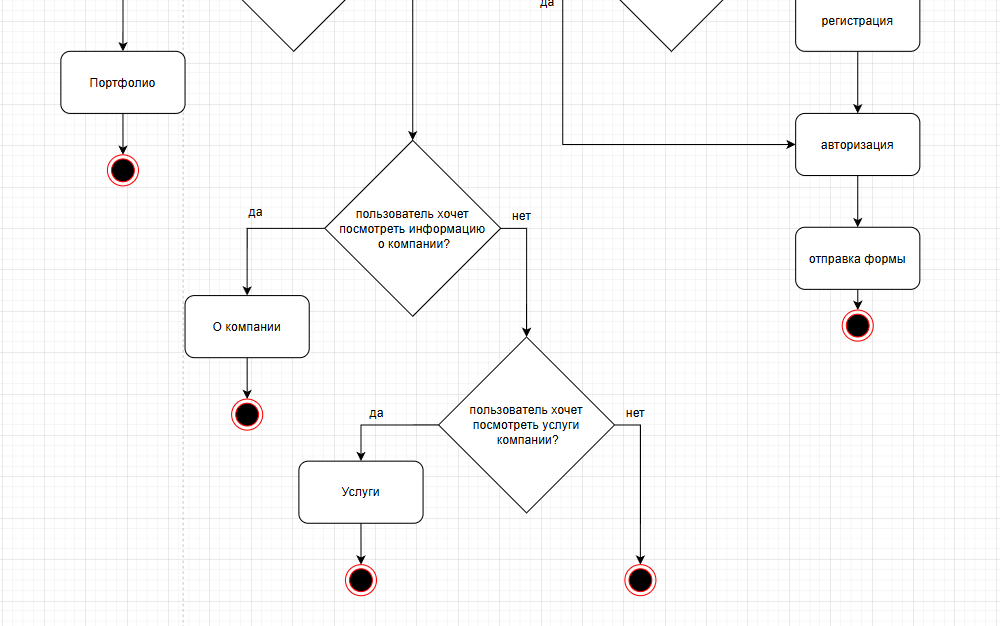 да
регистрация
Портфолио
авторизация
да
пользователь хочет
посмотреть информацию
о компании?
нет
отправка формы
О компании
да
пользователь хочет
посмотреть услуги
компании?
нет
Услуги